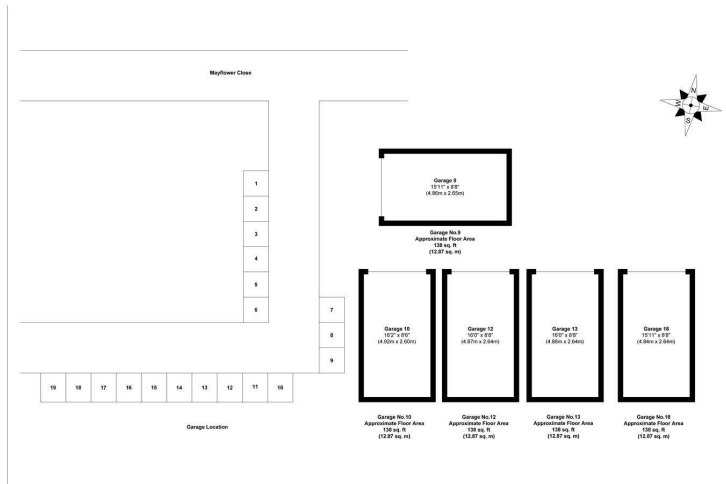 Mayflower Close
N
W
E
S
1
2
3
4
5
6
7
8
9
19 18 17 16 15 14 13 12 11 10
Garage Location
Garage 9
15'11" x 8'8"
(4.86m x 2.65m)
Garage No.9
Approximate Floor Area
138 sq. ft
(12.87 sq. m)
Garage 10
16'2" x 8'6"
(4.92m x 2.60m)
Garage No.10
Approximate Floor Area
138 sq. ft
(12.87 sq. m)
Garage 12
16'0" x 8'8"
(4.87m x 2.64m)
Garage No.12
Approximate Floor Area
138 sq. ft
(12.87 sq. m)
Garage 13
16'0" x 8'8"
(4.88m x 2.64m)
Garage No.13
Approximate Floor Area
138 sq. ft
(12.87 sq. m)
Garage 18
15'11" x 8'8"
(4.84m x 2.64m)
Garage No.18
Approximate Floor Area
138 sq. ft
(12.87 sq. m)